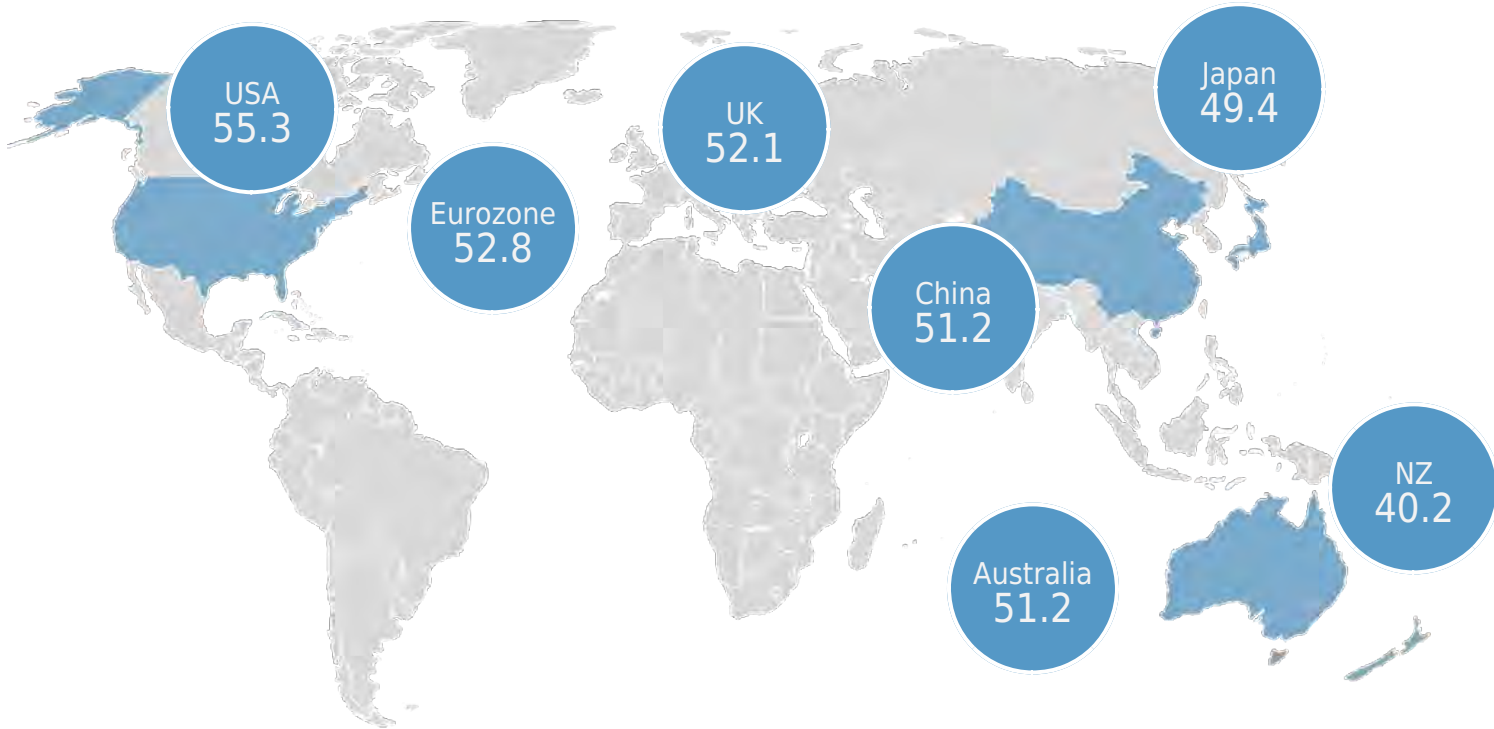 USA
55.3
Eurozone
52.8
UK
52.1
Japan
49.4
China
51.2
NZ
40.2
Australia
51.2